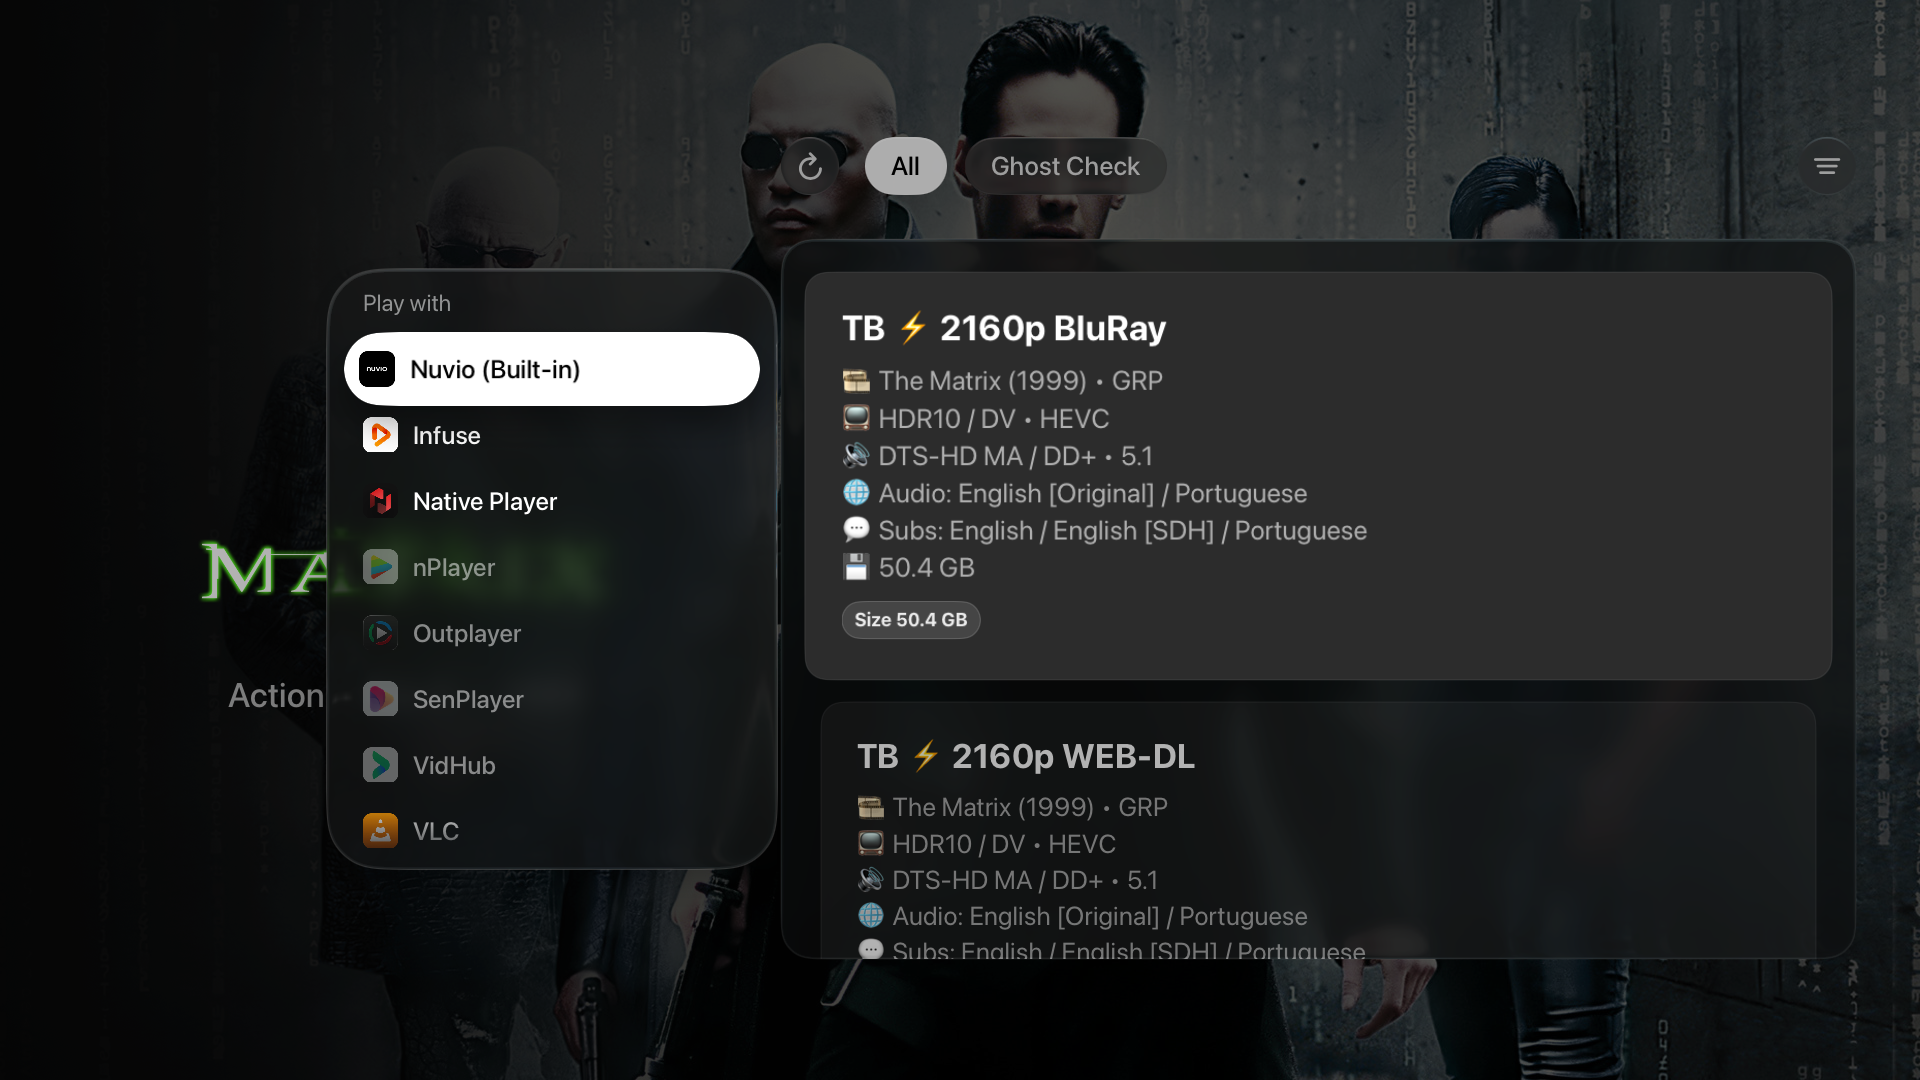 All
Ghost Check
Play with
nuvio
Nuvio (Built-in)
Infuse
Native Player
nPlayer
Outplayer
SenPlayer
VidHub
VLC
MA
Action
TB ⚡ 2160p BluRay
The Matrix (1999) • GRP
HDR10 / DV • HEVC
DTS-HD MA / DD+ • 5.1
Audio: English [Original] / Portuguese
Subs: English / English [SDH] / Portuguese
50.4 GB
Size 50.4 GB
TB ⚡ 2160p WEB-DL
The Matrix (1999) • GRP
HDR10 / DV • HEVC
DTS-HD MA / DD+ • 5.1
Audio: English [Original] / Portuguese
Subs: English / English [SDH] / Portuguese